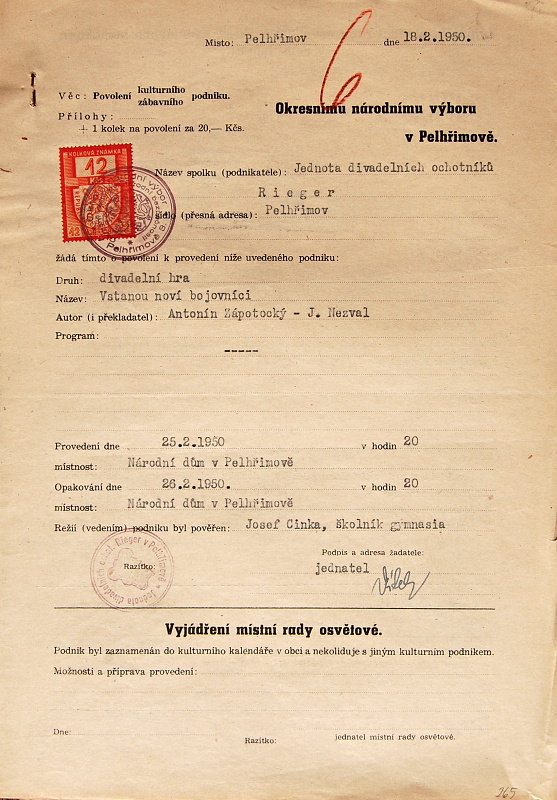 Místo: Pelhřimov dne 18.2.1950.
6
Věc: Povolení kulturního
zábavního podniku.
Přílohy:
+ 1 kolek na povolení za 20,— Kčs.
Okresnímu národnímu výboru
v Pelhřimově.
KOLKOVÁ ZNÁMKA
12
KČS
Název spolku (podnikatele): Jednota divadelních ochotníků
Rieger
sídlo (přesná adresa): Pelhřimov
žádá tímto o povolení k provedení níže uvedeného podniku:
Druh: divadelní hra
Název: Vstanou noví bojovníci
Autor (i překladatel): Antonín Zápotocký - J. Nezval
Program:
-----
Provedení dne 25.2.1950 v hodin 20
místnost: Národní dům v Pelhřimově
Opakování dne 26.2.1950. v hodin 20
místnost: Národní dům v Pelhřimově
Režií (vedením) podniku byl pověřen: Josef Cinka, školník gymnasia
Podpis a adresa žadatele:
Razítko: jednatel
Vyjádření místní rady osvětové.
Podnik byl zaznamenán do kulturního kalendáře v obci a nekoliduje s jiným kulturním podnikem.
Možnosti a příprava provedení:
Dne:
Razítko:
jednatel místní rady osvětové.
365